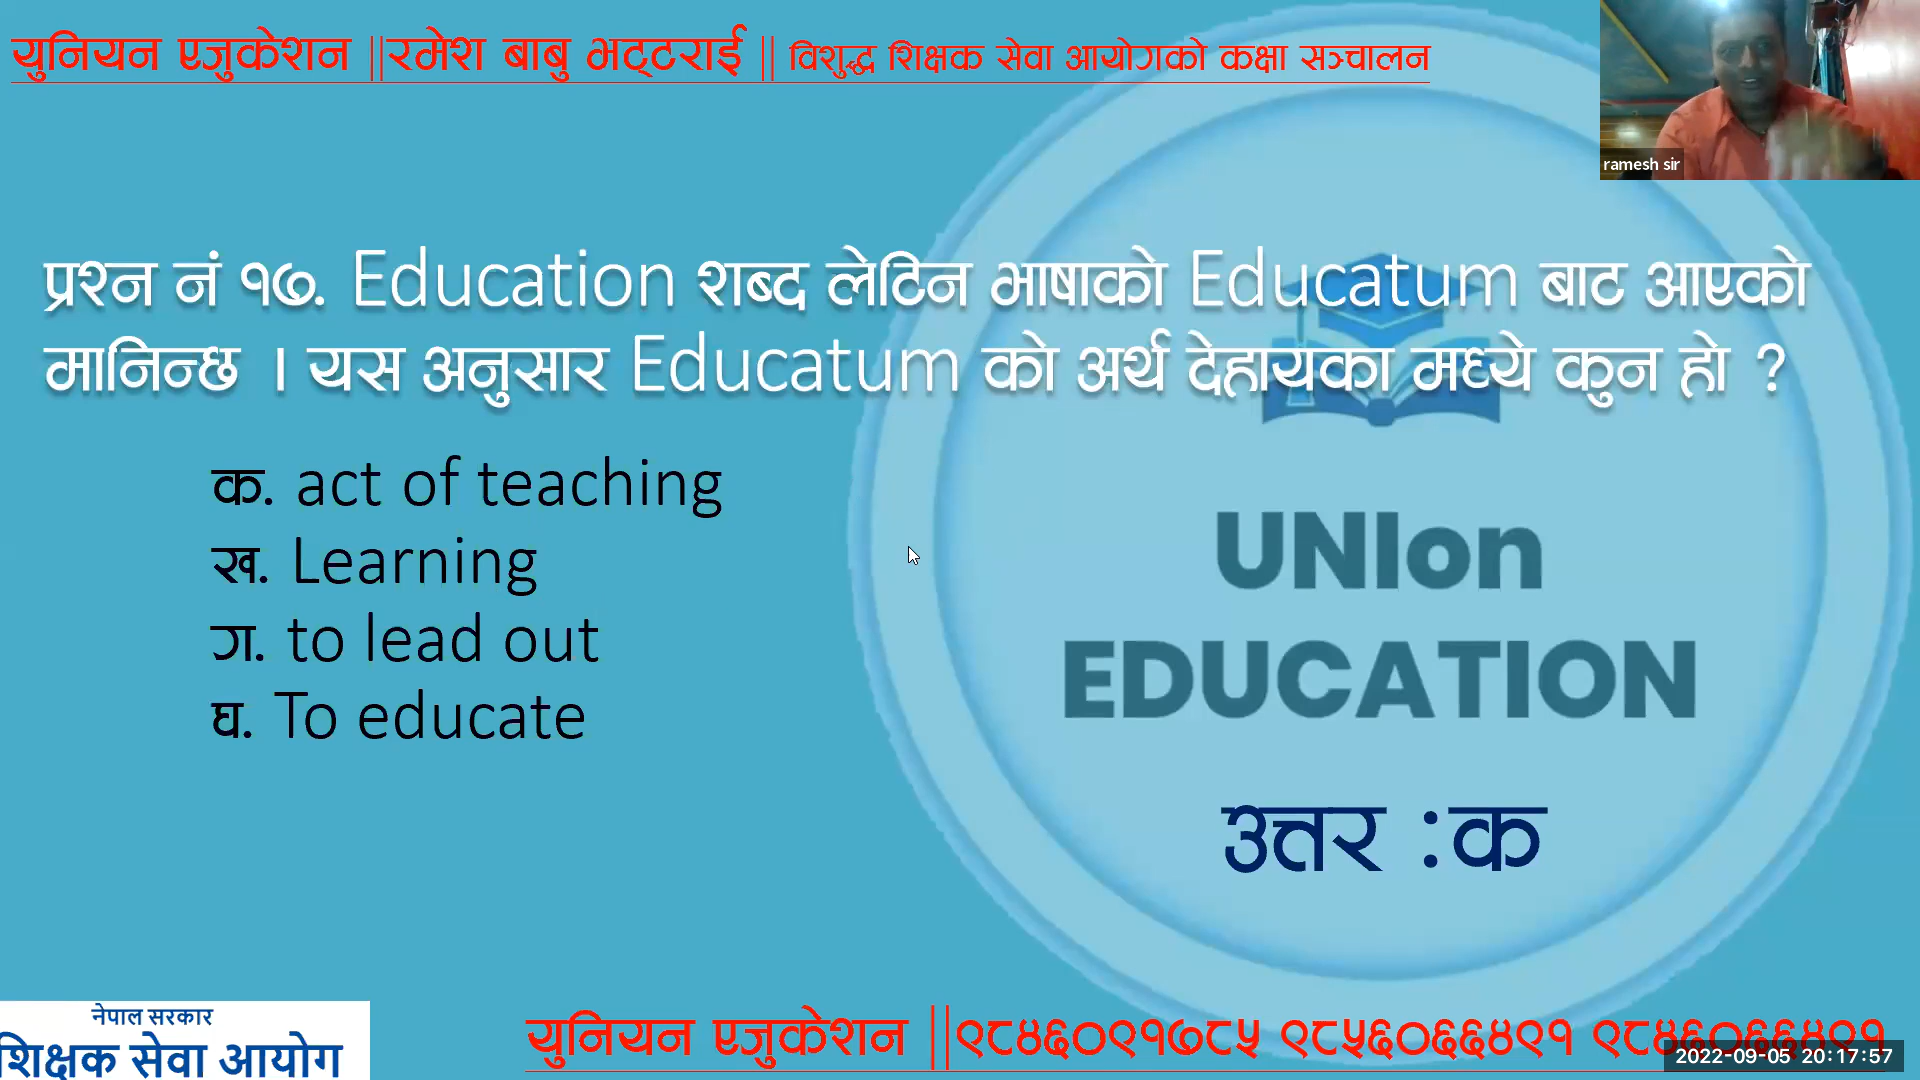 युनियन एजुकेशन ||रमेश बाबु भट्टराई || विशुद्ध शिक्षक सेवा आयोगको कक्षा सञ्चालन
ramesh sir
प्रश्न नं १७. Education शब्द लेटिन भाषाको Educatum बाट आएको
मानिन्छ । यस अनुसार Educatum को अर्थ देहायका मध्ये कुन हो ?
क. act of teaching
ख. Learning
ग. to lead out
घ. To educate
UNIon
EDUCATION
उत्तर :क
नेपाल सरकार
शिक्षक सेवा आयोग
युनियन एजुकेशन ||९८४६०९१७८५ ९८५६०६६४९१ ९८४६०६६४९१
2022-09-05 20:17:57